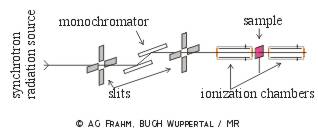 monochromator
sample
synchrotron
radiation source
slits
ionization chambers
© AG FRAHM, BUGH WUPPERTAL / MR